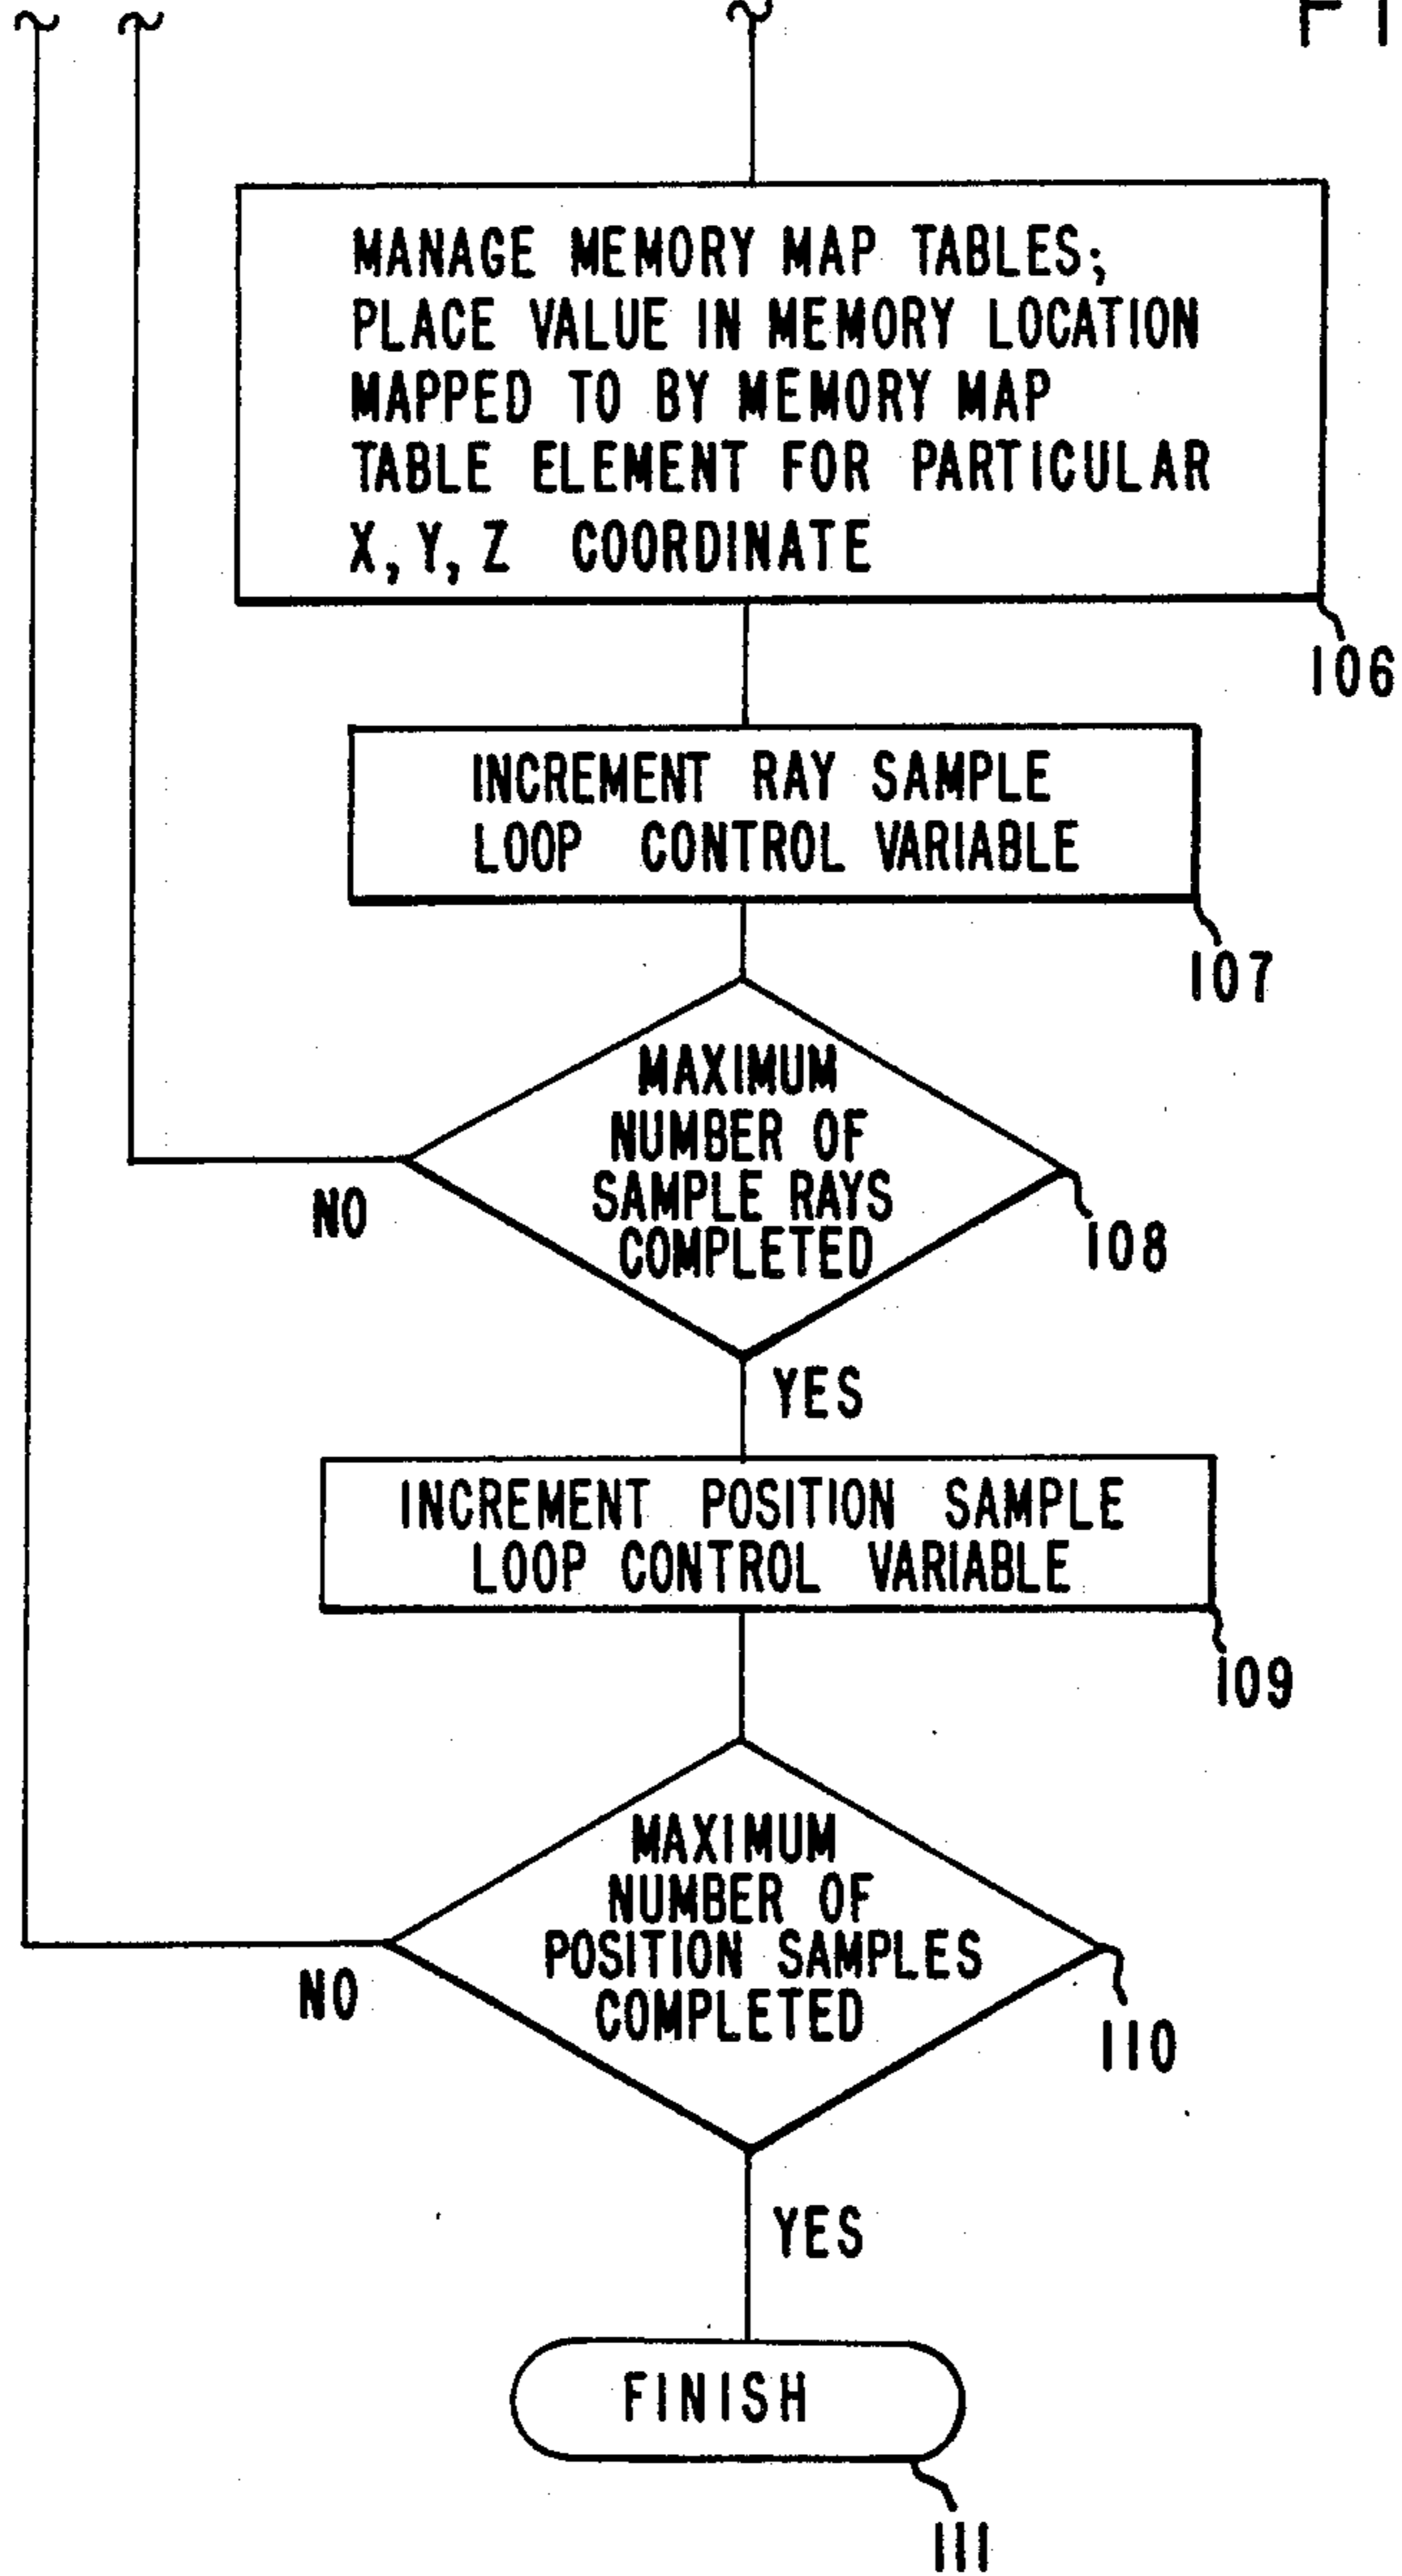 MANAGE MEMORY MAP TABLES;
PLACE VALUE IN MEMORY LOCATION
MAPPED TO BY MEMORY MAP
TABLE ELEMENT FOR PARTICULAR
X, Y, Z COORDINATE
106
INCREMENT RAY SAMPLE
LOOP CONTROL VARIABLE
107
MAXIMUM
NUMBER OF
SAMPLE RAYS
COMPLETED
108
NO
YES
INCREMENT POSITION SAMPLE
LOOP CONTROL VARIABLE
109
MAXIMUM
NUMBER OF
POSITION SAMPLES
COMPLETED
110
NO
YES
FINISH
111